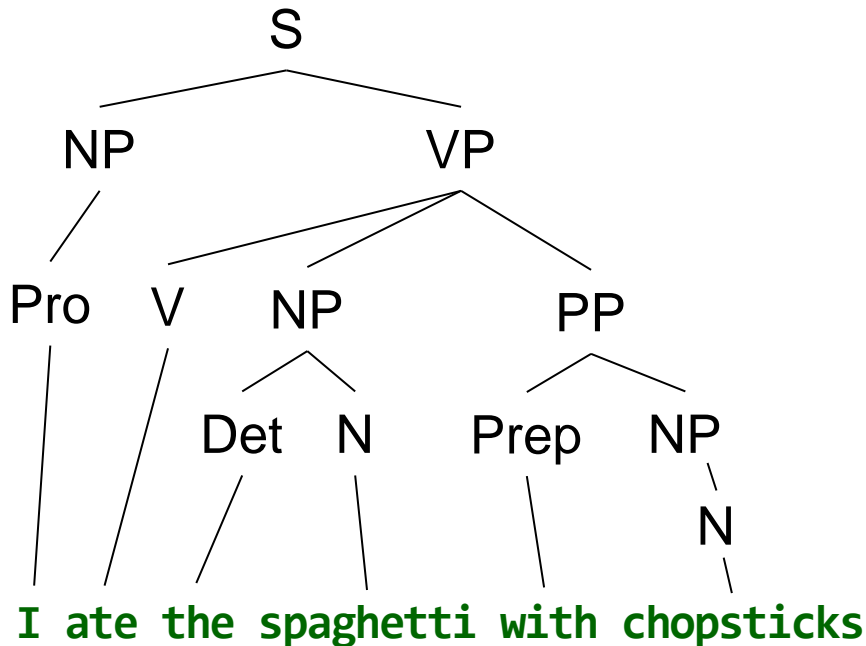 S
NP VP
Pro V NP PP
Det N Prep NP
N
I ate the spaghetti with chopsticks